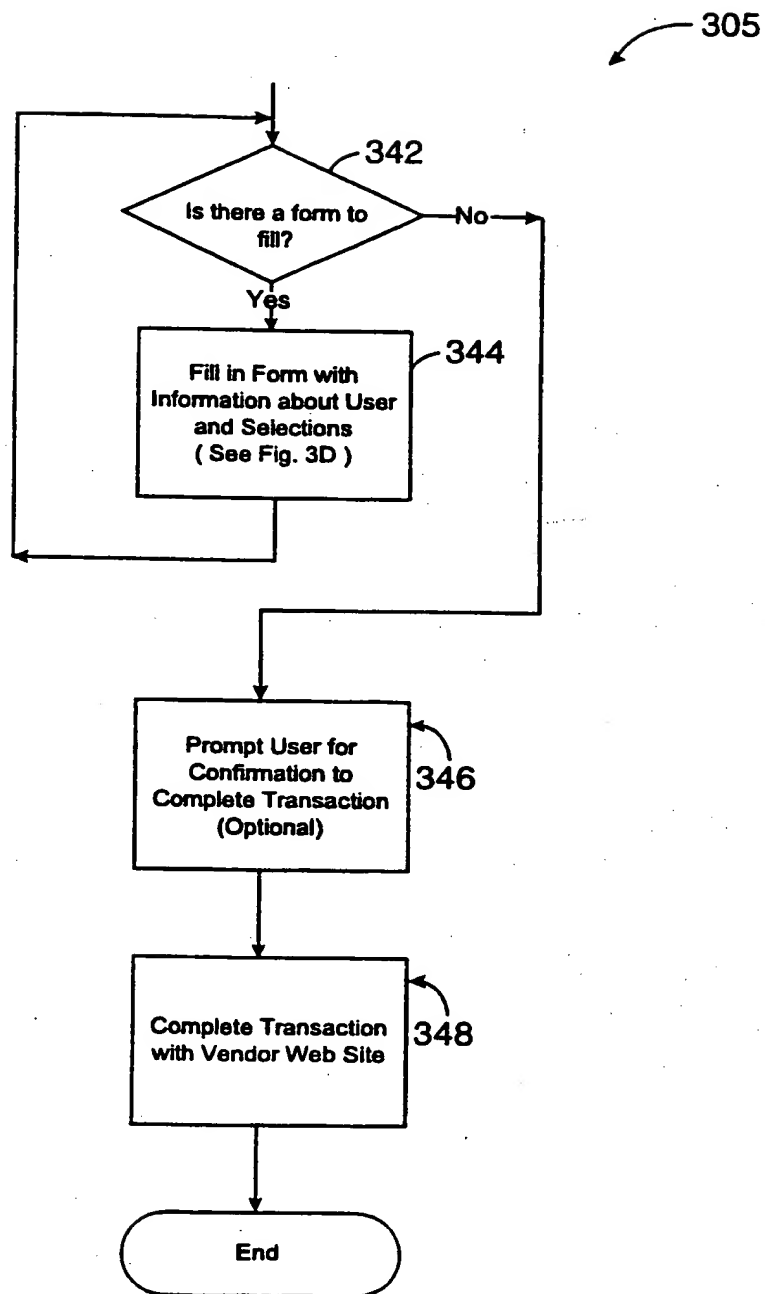 305
342
Is there a form to
fill?
No
Yes
344
Fill in Form with
Information about User
and Selections
( See Fig. 3D )
Prompt User for
Confirmation to
Complete Transaction
(Optional)
346
Complete Transaction
with Vendor Web Site
348
End